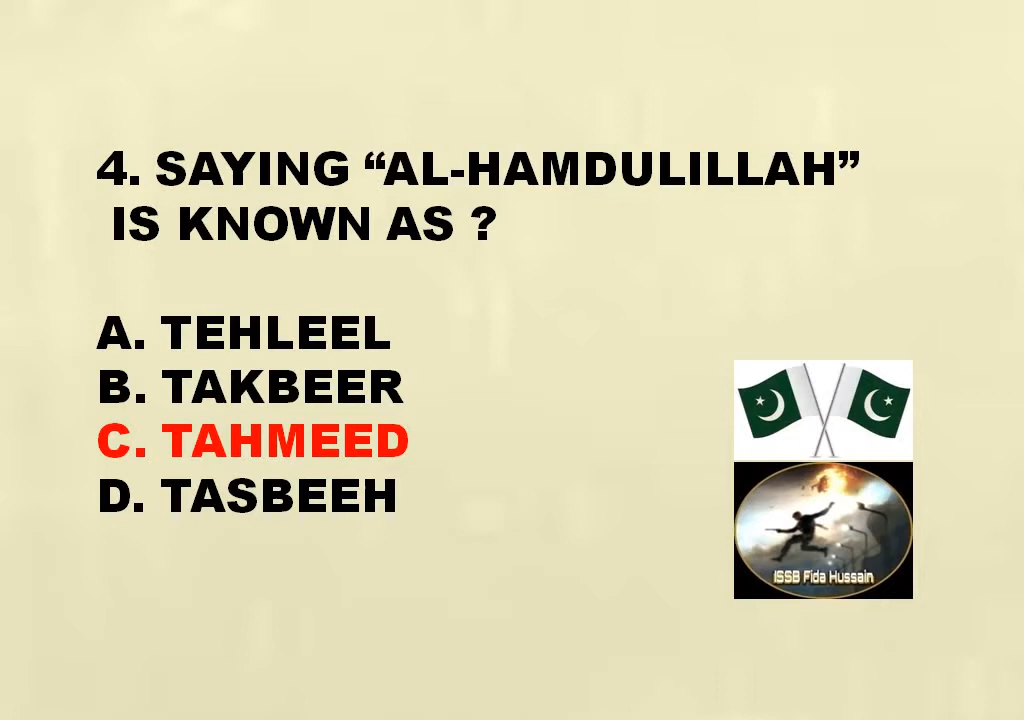 4. SAYING “AL-HAMDULILLAH”
IS KNOWN AS ?
A. TEHLEEL
B. TAKBEER
C. TAHMEED
D. TASBEEH
ISSB Fida Hussain